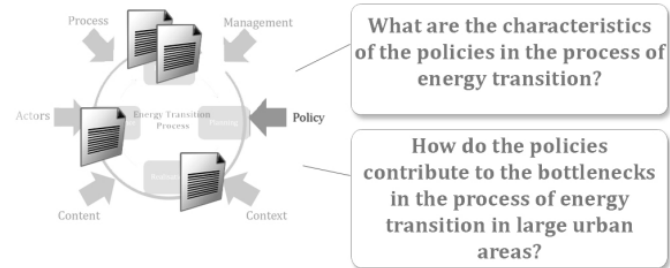 Process
Management
What are the characteristics
of the policies in the process of
energy transition?
Actors
Energy Transition
Process
Planning
Policy
How do the policies
contribute to the bottlenecks
in the process of energy
transition in large urban
areas?
Content
Context